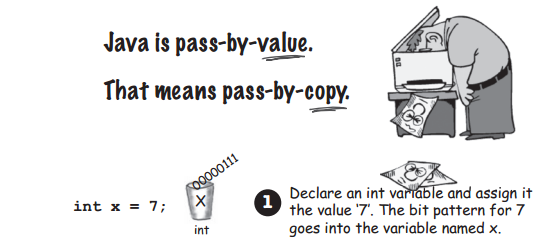 Java is pass-by-value.
That means pass-by-copy.
int x = 7;
00000111
X
int
1
Declare an int variable and assign it
the value ‘7’. The bit pattern for 7
goes into the variable named x.